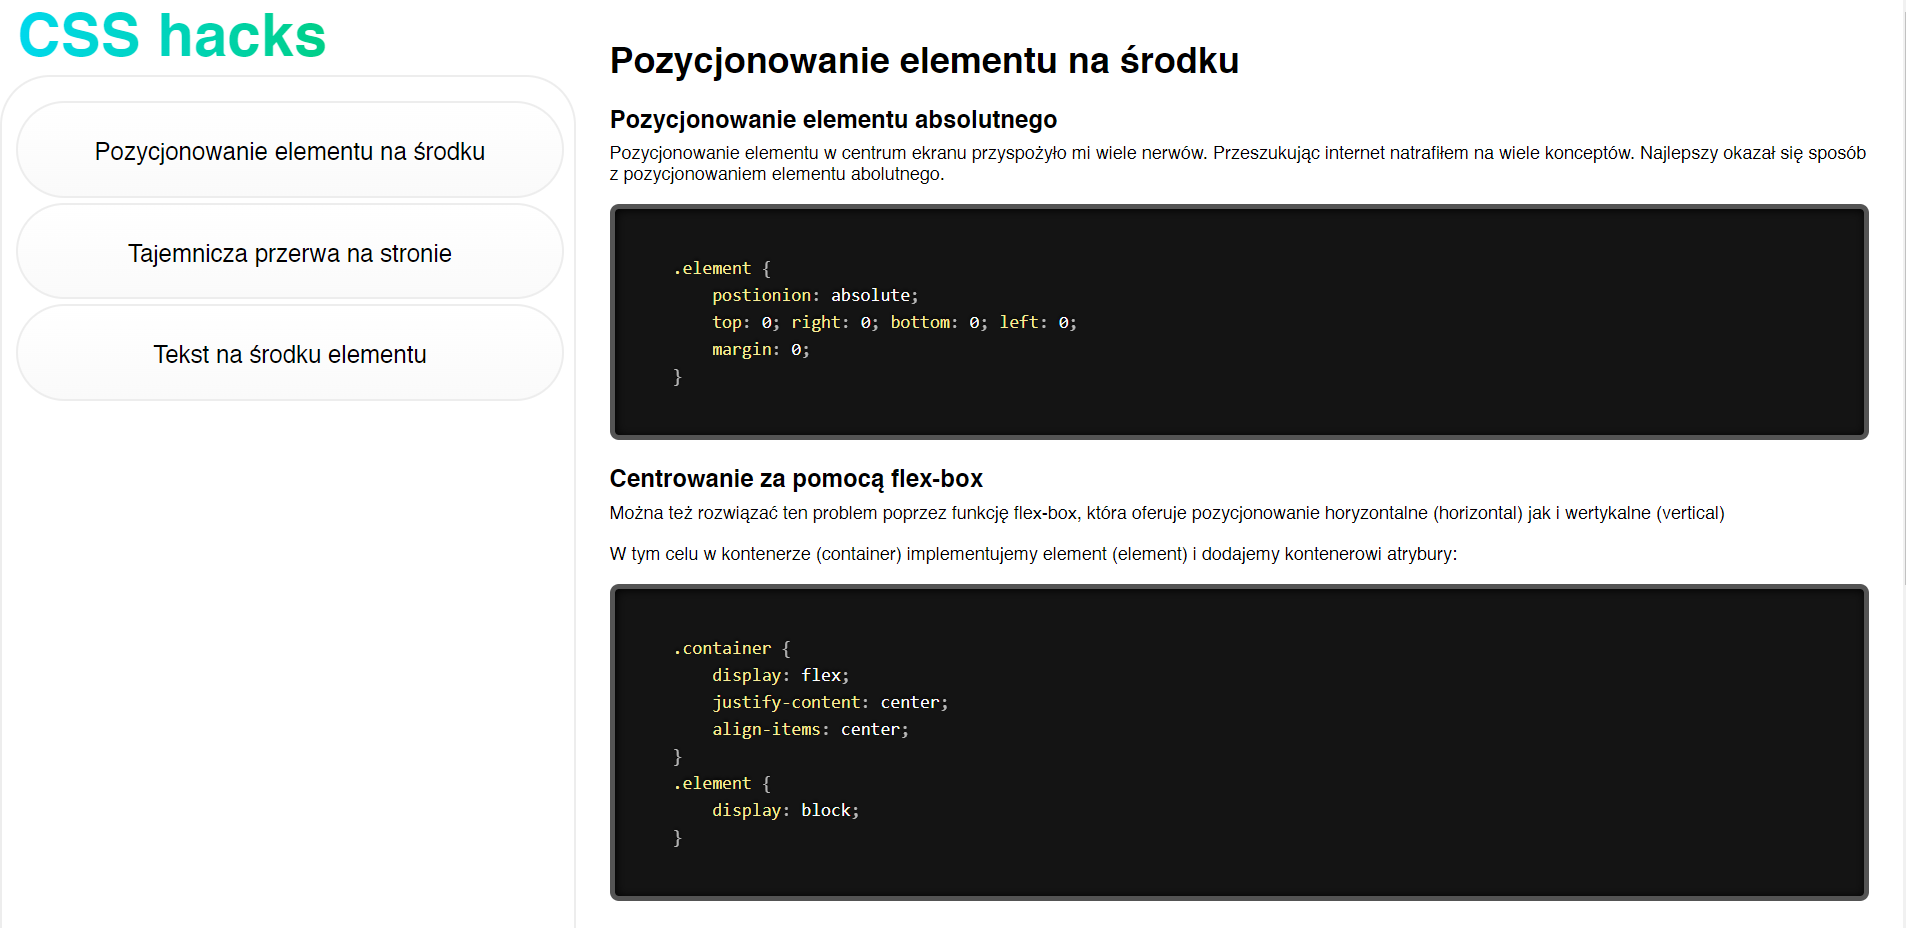 CSS hacks
Pozycjonowanie elementu na środku
Tajemnicza przerwa na stronie
Tekst na środku elementu
Pozycjonowanie elementu na środku
Pozycjonowanie elementu absolutnego
Pozycjonowanie elementu w centrum ekranu przyspożyło mi wiele nerwów. Przeszukując internet natrafiłem na wiele konceptów. Najlepszy okazał się sposób
z pozycjonowaniem elementu abolutnego.
.element {
postionion: absolute;
top: 0; right: 0; bottom: 0; left: 0;
margin: 0;
}
Centrowanie za pomocą flex-box
Można też rozwiązać ten problem poprzez funkcję flex-box, która oferuje pozycjonowanie horyzontalne (horizontal) jak i wertykalne (vertical)
W tym celu w kontenerze (container) implementujemy element (element) i dodajemy kontenerowi atrybury:
.container {
display: flex;
justify-content: center;
align-items: center;
}
.element {
display: block;
}